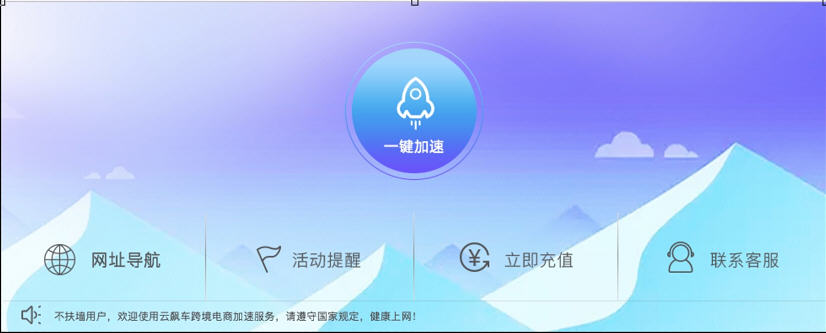 一键加速
网址导航
活动提醒
立即充值
联系客服
不扶墙用户，欢迎使用云飙车跨境电商加速服务，请遵守国家规定，健康上网！